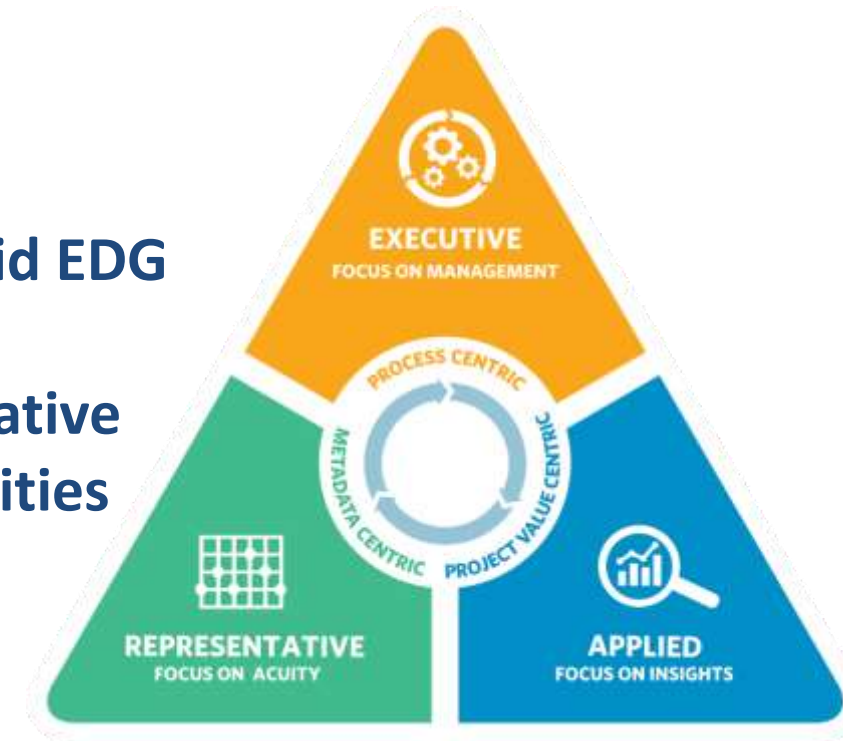 id EDG
ative
ities
EXECUTIVE
FOCUS ON MANAGEMENT
PROCESS CENTRIC
METADATA CENTRIC
PROJECT VALUE CENTRIC
REPRESENTATIVE
FOCUS ON ACUITY
APPLIED
FOCUS ON INSIGHTS